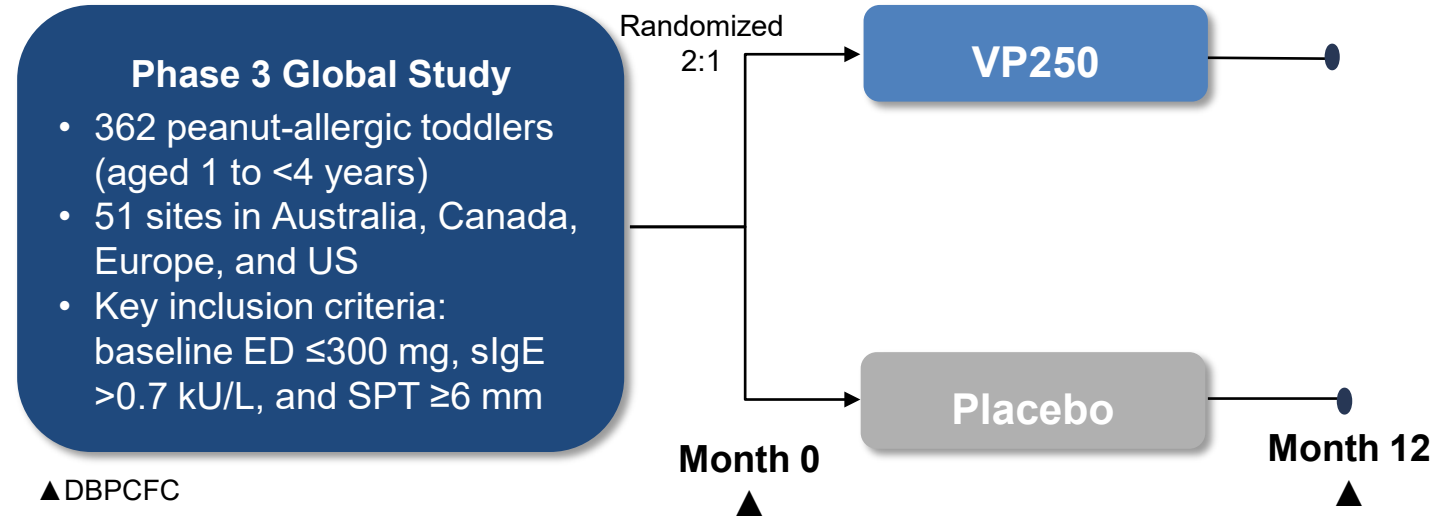 Phase 3 Global Study
• 362 peanut-allergic toddlers
(aged 1 to <4 years)
• 51 sites in Australia, Canada,
Europe, and US
• Key inclusion criteria:
baseline ED ≤300 mg, sIgE
>0.7 kU/L, and SPT ≥6 mm
▲DBPCFC
Randomized
2:1
VP250
Placebo
Month 0
▲
Month 12
▲